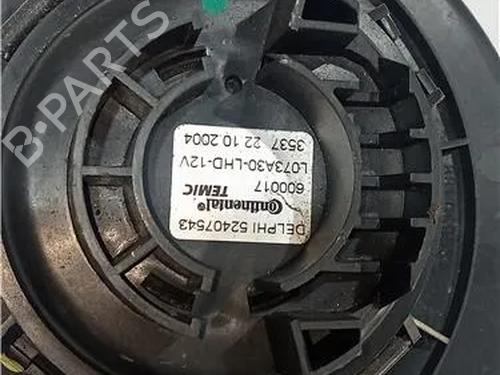 DELPHI 52407543
Continental®
TEMIC
600017
L073A30-LHD-12V
3537 22.10.2004
B-PARTS